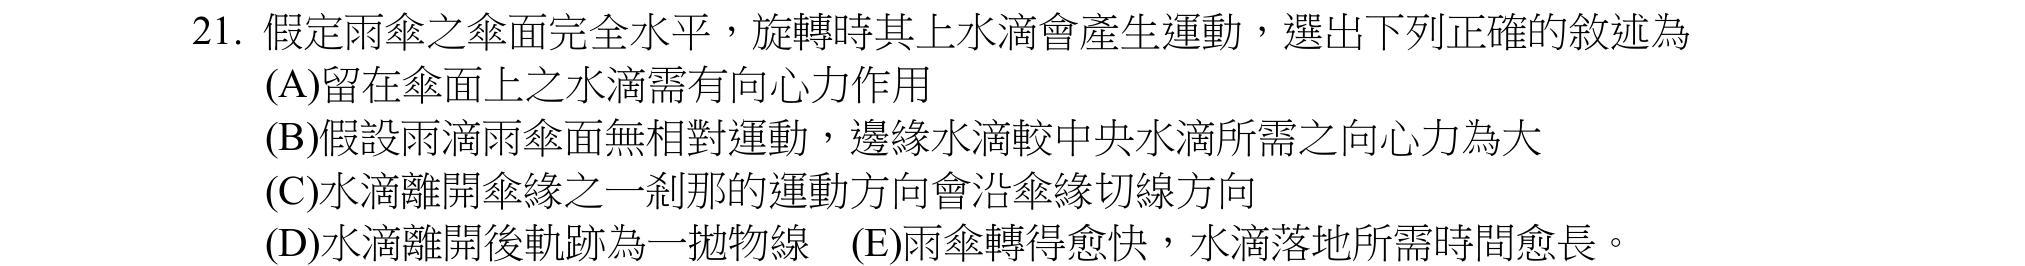 21. 假定雨傘之傘面完全水平，旋轉時其上水滴會產生運動，選出下列正確的敘述為
(A)留在傘面上之水滴需有向心力作用
(B)假設雨滴雨傘面無相對運動，邊緣水滴較中央水滴所需之向心力為大
(C)水滴離開傘緣之一剎那的運動方向會沿傘緣切線方向
(D)水滴離開後軌跡為一拋物線 (E)雨傘轉得愈快，水滴落地所需時間愈長。